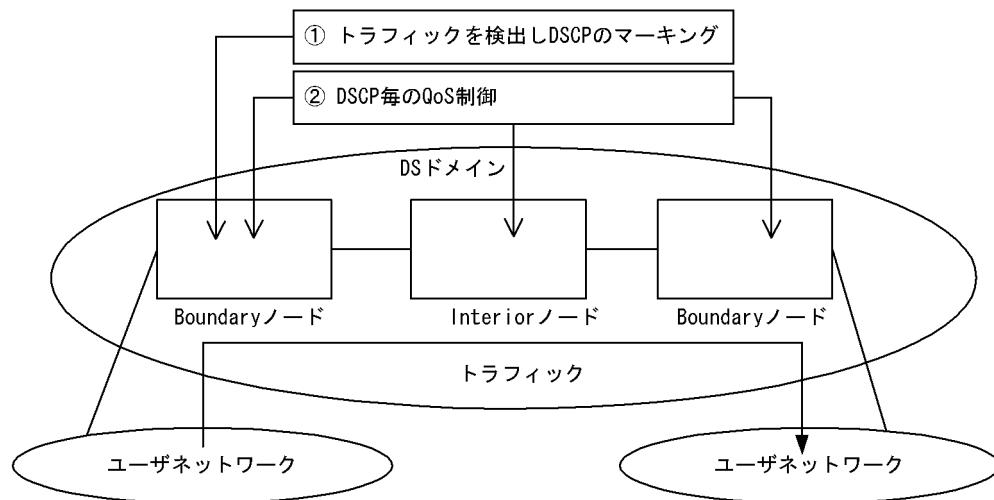 ① トラフィックを検出しDSCPのマーキング
② DSCP毎のQoS制御
DSドメイン
Boundaryノード
Interiorノード
Boundaryノード
トラフィック
ユーザネットワーク
ユーザネットワーク